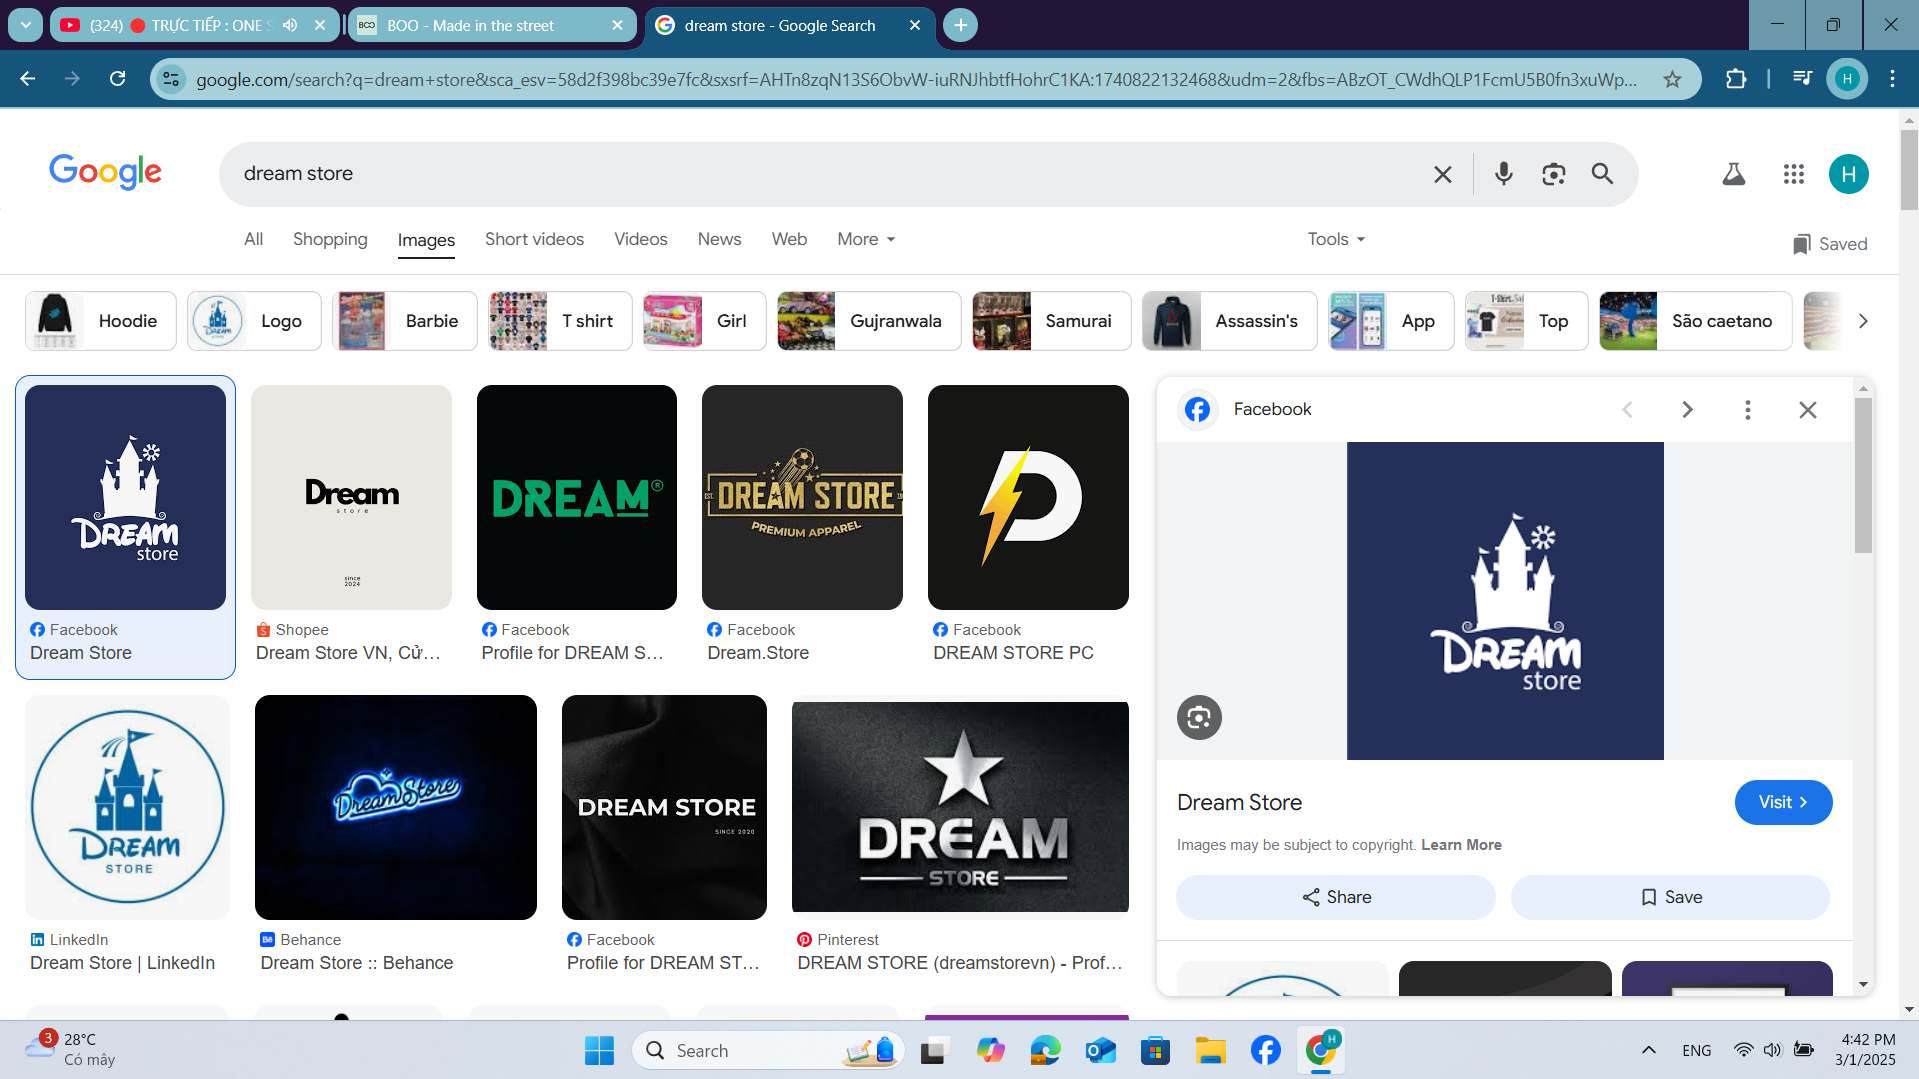 (324) 🔴 TRỰC TIẾP : ONE S
BOO - Made in the street
dream store - Google Search
google.com/search?q=dream+store&sca_esv=58d2f398bc39e7fc&sxsrf=AHTn8zqN13S6ObvW-iuRNJhbtfHohrC1KA:1740822132468&udm=2&fbs=ABzOT_CWdhQLP1FcmU5B0fn3xuWp...
H
Google
dream store
H
All
Shopping
Images
Short videos
Videos
News
Web
More
Tools
Saved
Hoodie
Logo
Barbie
T shirt
Girl
Gujranwala
Samurai
Assassin's
App
Top
São caetano
DREAM
store
Dream
store
since
2024
DREAM®
DREAM STORE
PREMIUM APPAREL
D
Facebook
Dream Store
Shopee
Dream Store VN, Cử...
Facebook
Profile for DREAM S...
Facebook
Dream.Store
Facebook
DREAM STORE PC
Facebook
DREAM
store
Dream Store
Visit
Images may be subject to copyright. Learn More
Share
Save
DREAM
STORE
Dream Store
DREAM STORE
SINCE 2020
DREAM
STORE
LinkedIn
Dream Store | LinkedIn
Behance
Dream Store :: Behance
Facebook
Profile for DREAM ST...
Pinterest
DREAM STORE (dreamstorevn) - Prof...
3
28°C
Có mây
Search
H
ENG
4:42 PM
3/1/2025